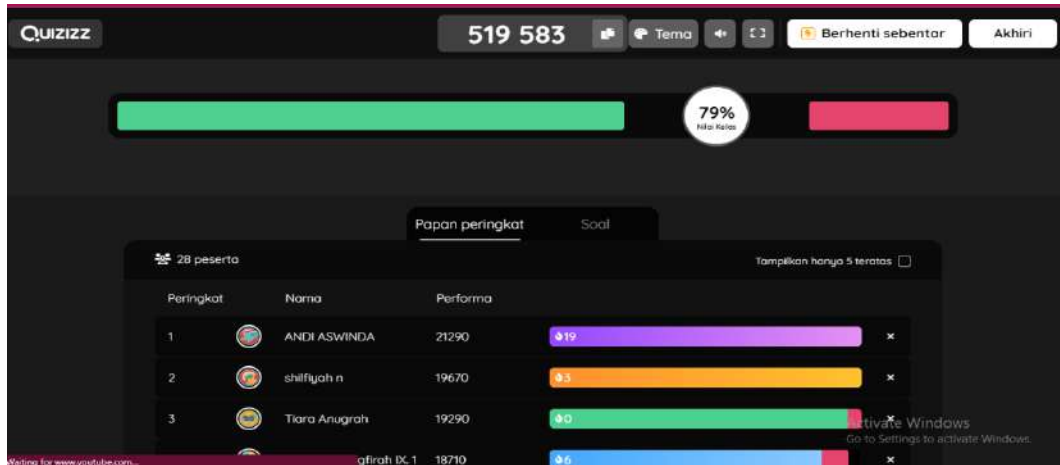 QUIZIZZ
519 583
Tema
Berhenti sebentar
Akhiri
79%
Nilai Kelas
Papan peringkat
Soal
28 peserta
Tampilkan hanya 5 teratas
Peringkat
Nama
Performa
1
ANDI ASWINDA
21290
19
×
2
shilfiyah n
19670
3
×
3
Tiara Anugrah
19290
0
×
gfirah IX.1
18710
6
×
Activate Windows
Go to Settings to activate Windows.
Waiting for www.youtube.com...